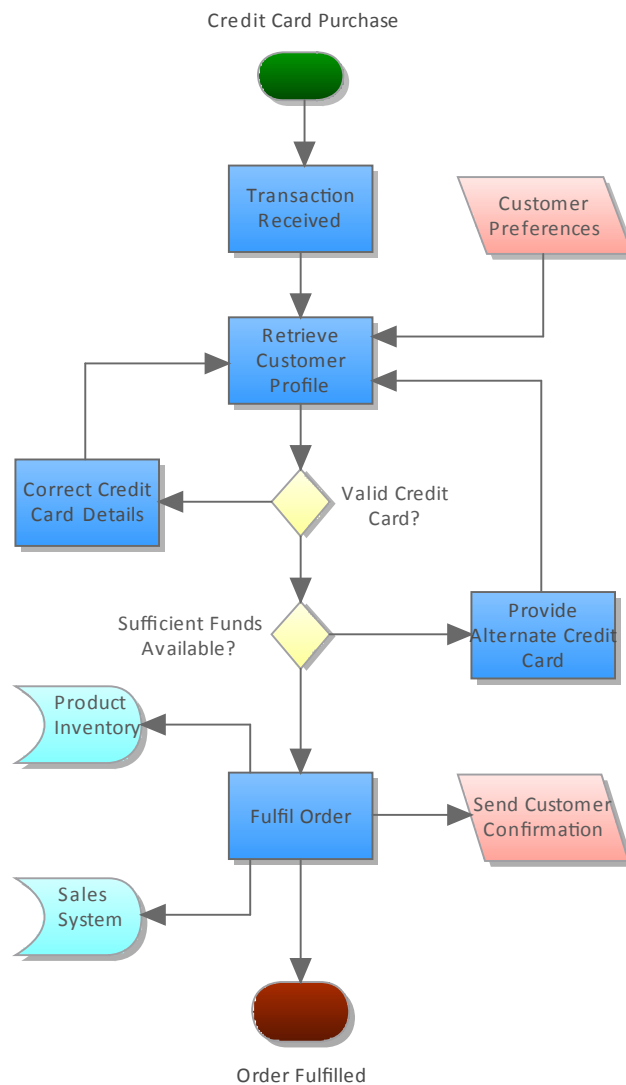 Credit Card Purchase
Transaction
Received
Customer
Preferences
Retrieve
Customer
Profile
Correct Credit
Card Details
Valid Credit
Card?
Sufficient Funds
Available?
Provide
Alternate Credit
Card
Product
Inventory
Fulfil Order
Send Customer
Confirmation
Sales
System
Order Fulfilled